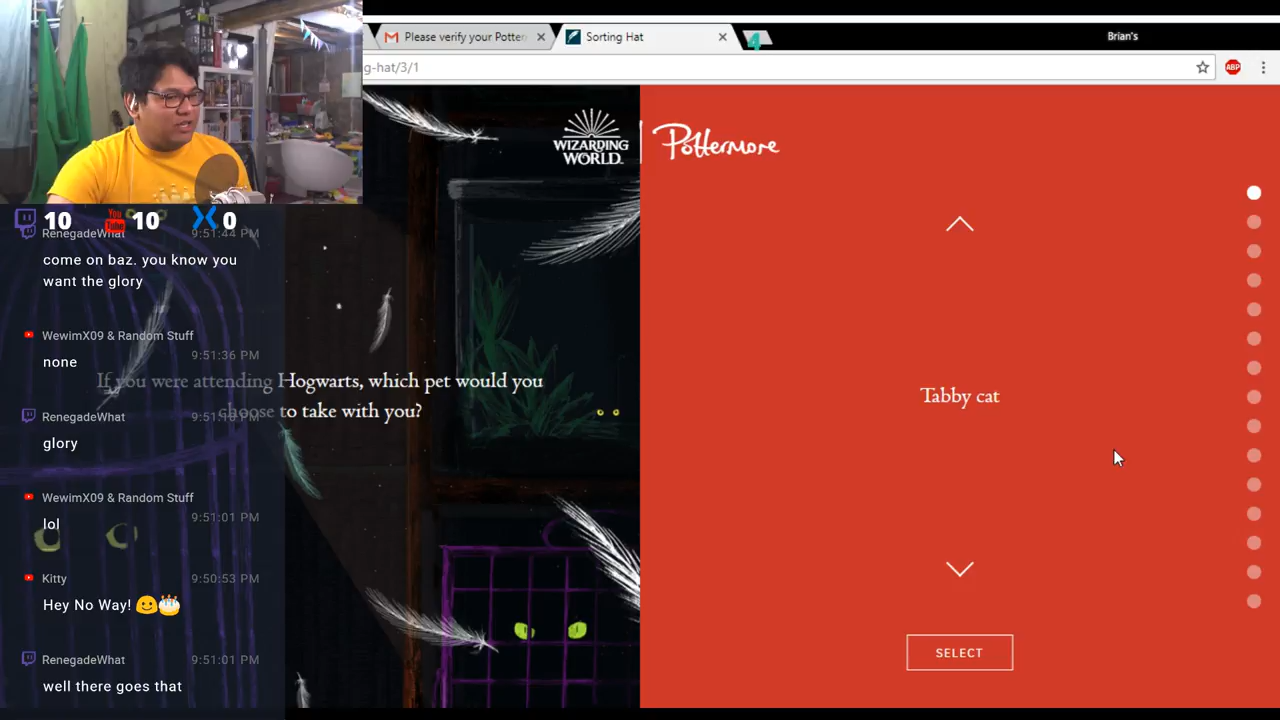 Please verify your Potter
Sorting Hat
Brian's
g-hat/3/1
ABP
WIZARDING
WORLD
Pottermore
10
10
0
RenegadeWhat 9:51:44 PM
come on baz. you know you
want the glory
WewimX09 & Random Stuff
9:51:36 PM
none
RenegadeWhat
glory
WewimX09 & Random Stuff
9:51:01 PM
lol
Kitty 9:50:53 PM
Hey No Way! 🙂🎂
RenegadeWhat 9:51:01 PM
well there goes that
If you were attending Hogwarts, which pet would you
choose to take with you?
Tabby cat
SELECT